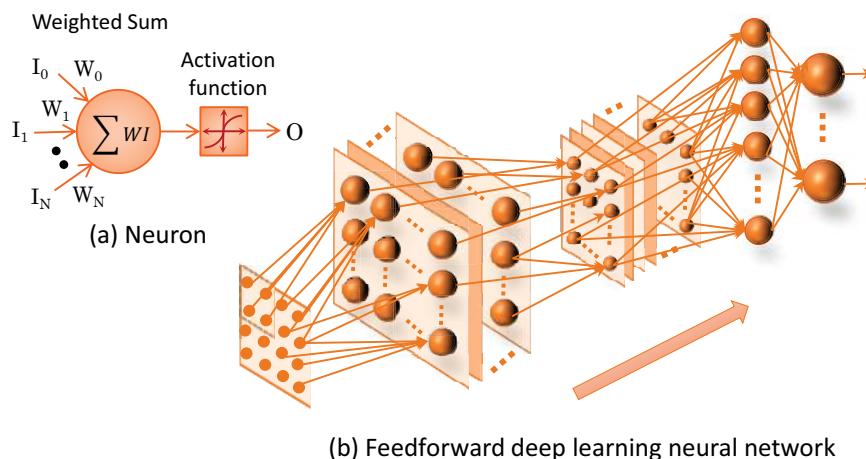 Weighted Sum
I0
W0
Activation
function
I1
W1
∑ WI
O
IN
WN
(a) Neuron
(b) Feedforward deep learning neural network